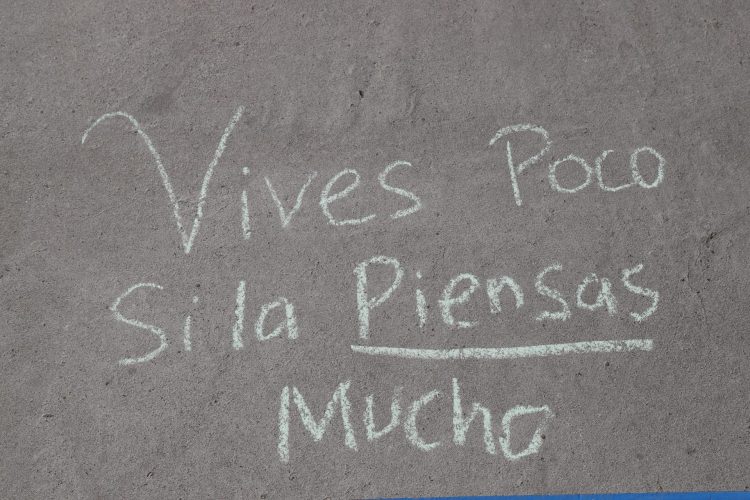 Vives Poco
Si la Piensas
Mucho